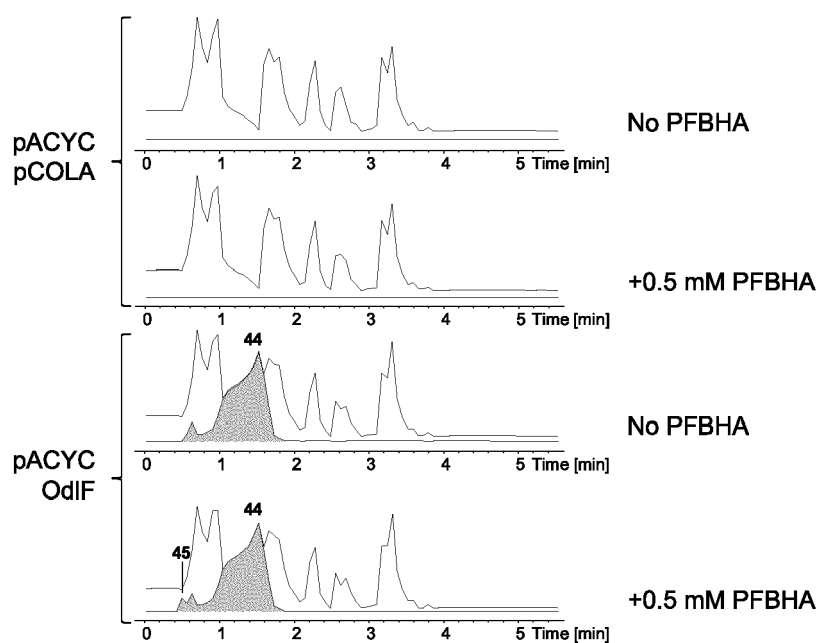 No PFBHA
pACYC
pCOLA
0 1 2 3 4 5 Time [min]
+0.5 mM PFBHA
0 1 2 3 4 5 Time [min]
44
No PFBHA
pACYC
OdlF
0 1 2 3 4 5 Time [min]
44
45
+0.5 mM PFBHA
0 1 2 3 4 5 Time [min]